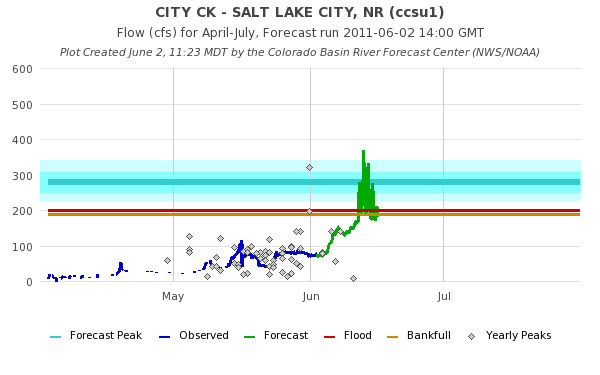 CITY CK - SALT LAKE CITY, NR (ccsu1)
Flow (cfs) for April-July, Forecast run 2011-06-02 14:00 GMT
Plot Created June 2, 11:23 MDT by the Colorado Basin River Forecast Center (NWS/NOAA)
600
500
400
300
200
100
0
May Jun Jul
Forecast Peak Observed Forecast Flood Bankfull Yearly Peaks